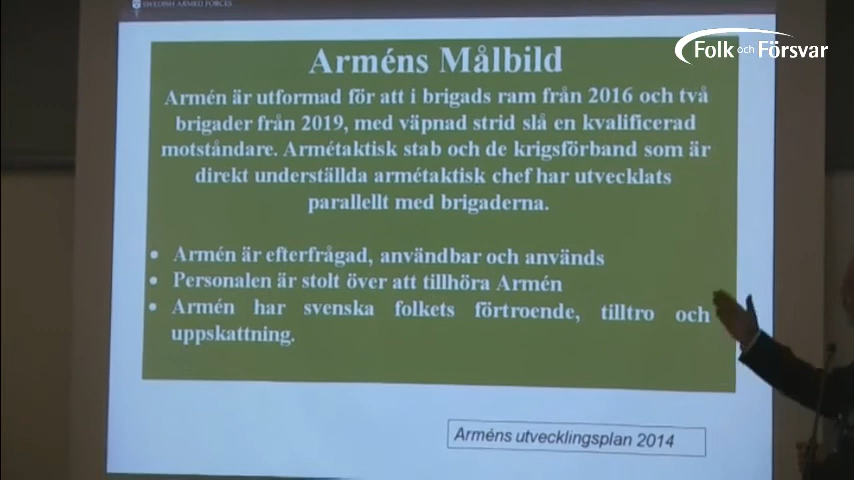 SWEDISH ARMED FORCES
Folk och Försvar
Arméns Målbild
Armén är utformad för att i brigads ram från 2016 och två
brigader från 2019, med väpnad strid slå en kvalificerad
motståndare. Armétaktisk stab och de krigsförband som är
direkt underställda armétaktisk chef har utvecklats
parallellt med brigaderna.
• Armén är efterfrågad, användbar och används
• Personalen är stolt över att tillhöra Armén
• Armén har svenska folkets förtroende, tilltro och
uppskattning.
Arméns utvecklingsplan 2014